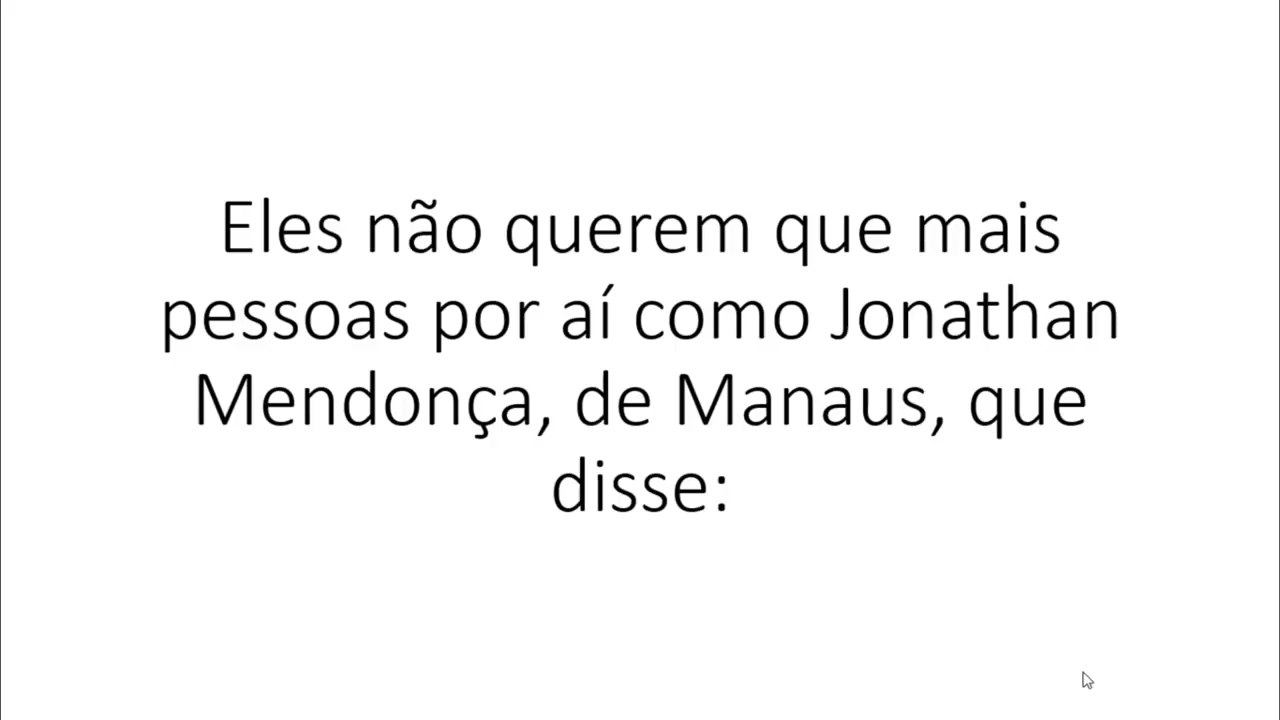 Eles não querem que mais
pessoas por aí como Jonathan
Mendonça, de Manaus, que
disse: